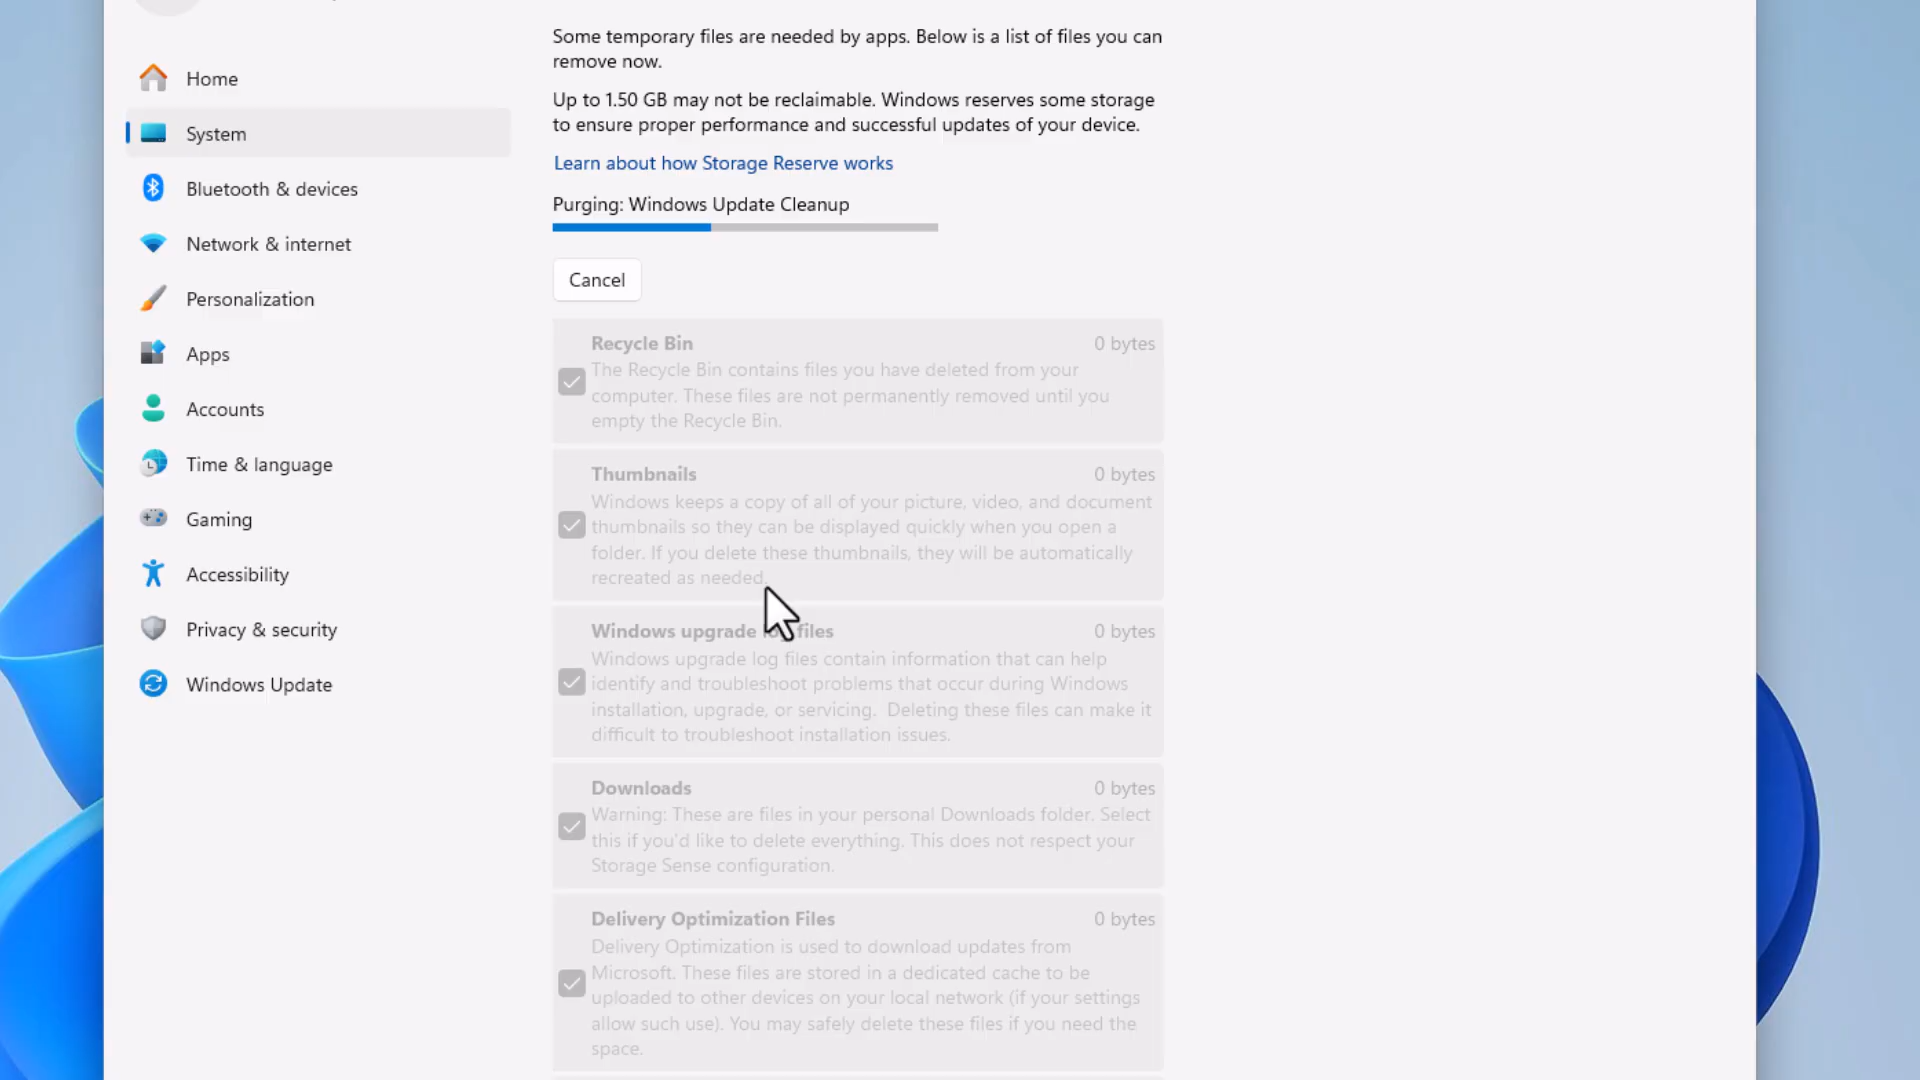 Home
System
Bluetooth & devices
Network & internet
Personalization
Apps
Accounts
Time & language
Gaming
Accessibility
Privacy & security
Windows Update
Some temporary files are needed by apps. Below is a list of files you can
remove now.
Up to 1.50 GB may not be reclaimable. Windows reserves some storage
to ensure proper performance and successful updates of your device.
Learn about how Storage Reserve works
Purging: Windows Update Cleanup
Cancel
Recycle Bin 0 bytes
The Recycle Bin contains files you have deleted from your
computer. These files are not permanently removed until you
empty the Recycle Bin.
Thumbnails 0 bytes
Windows keeps a copy of all of your picture, video, and document
thumbnails so they can be displayed quickly when you open a
folder. If you delete these thumbnails, they will be automatically
recreated as needed.
Windows upgrade log files 0 bytes
Windows upgrade log files contain information that can help
identify and troubleshoot problems that occur during Windows
installation, upgrade, or servicing. Deleting these files can make it
difficult to troubleshoot installation issues.
Downloads 0 bytes
Warning: These are files in your personal Downloads folder. Select
this if you'd like to delete everything. This does not respect your
Storage Sense configuration.
Delivery Optimization Files 0 bytes
Delivery Optimization is used to download updates from
Microsoft. These files are stored in a dedicated cache to be
uploaded to other devices on your local network (if your settings
allow such use). You may safely delete these files if you need the
space.